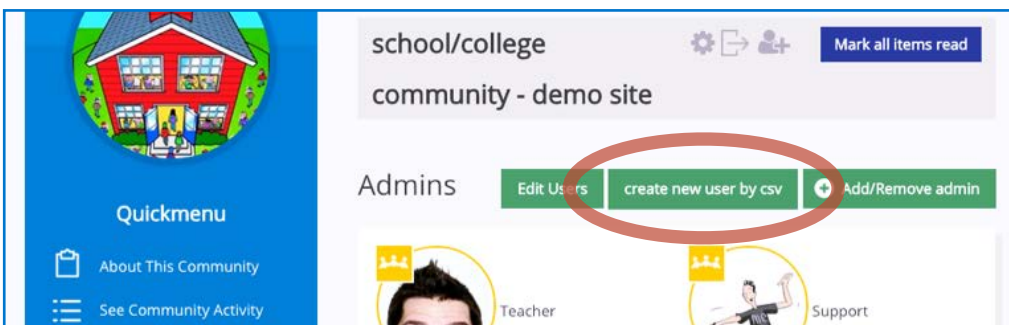 school/college
Mark all items read
community - demo site
Admins
Edit Users
create new user by csv
Add/Remove admin
Quickmenu
About This Community
See Community Activity
Teacher
Support